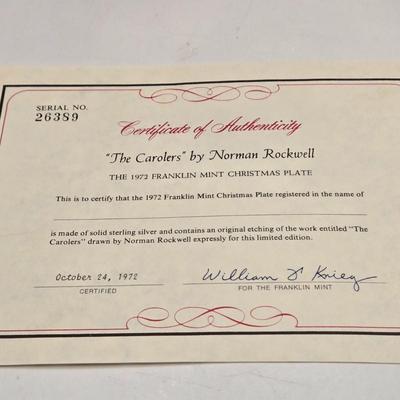 SERIAL NO.
26389
Certificate of Authenticity
"The Carolers" by Norman Rockwell
THE 1972 FRANKLIN MINT CHRISTMAS PLATE
This is to certify that the 1972 Franklin Mint Christmas Plate registered in the name of
is made of solid sterling silver and contains an original etching of the work entitled "The
Carolers" drawn by Norman Rockwell expressly for this limited edition.
October 24, 1972
William F Krieg
CERTIFIED
FOR THE FRANKLIN MINT